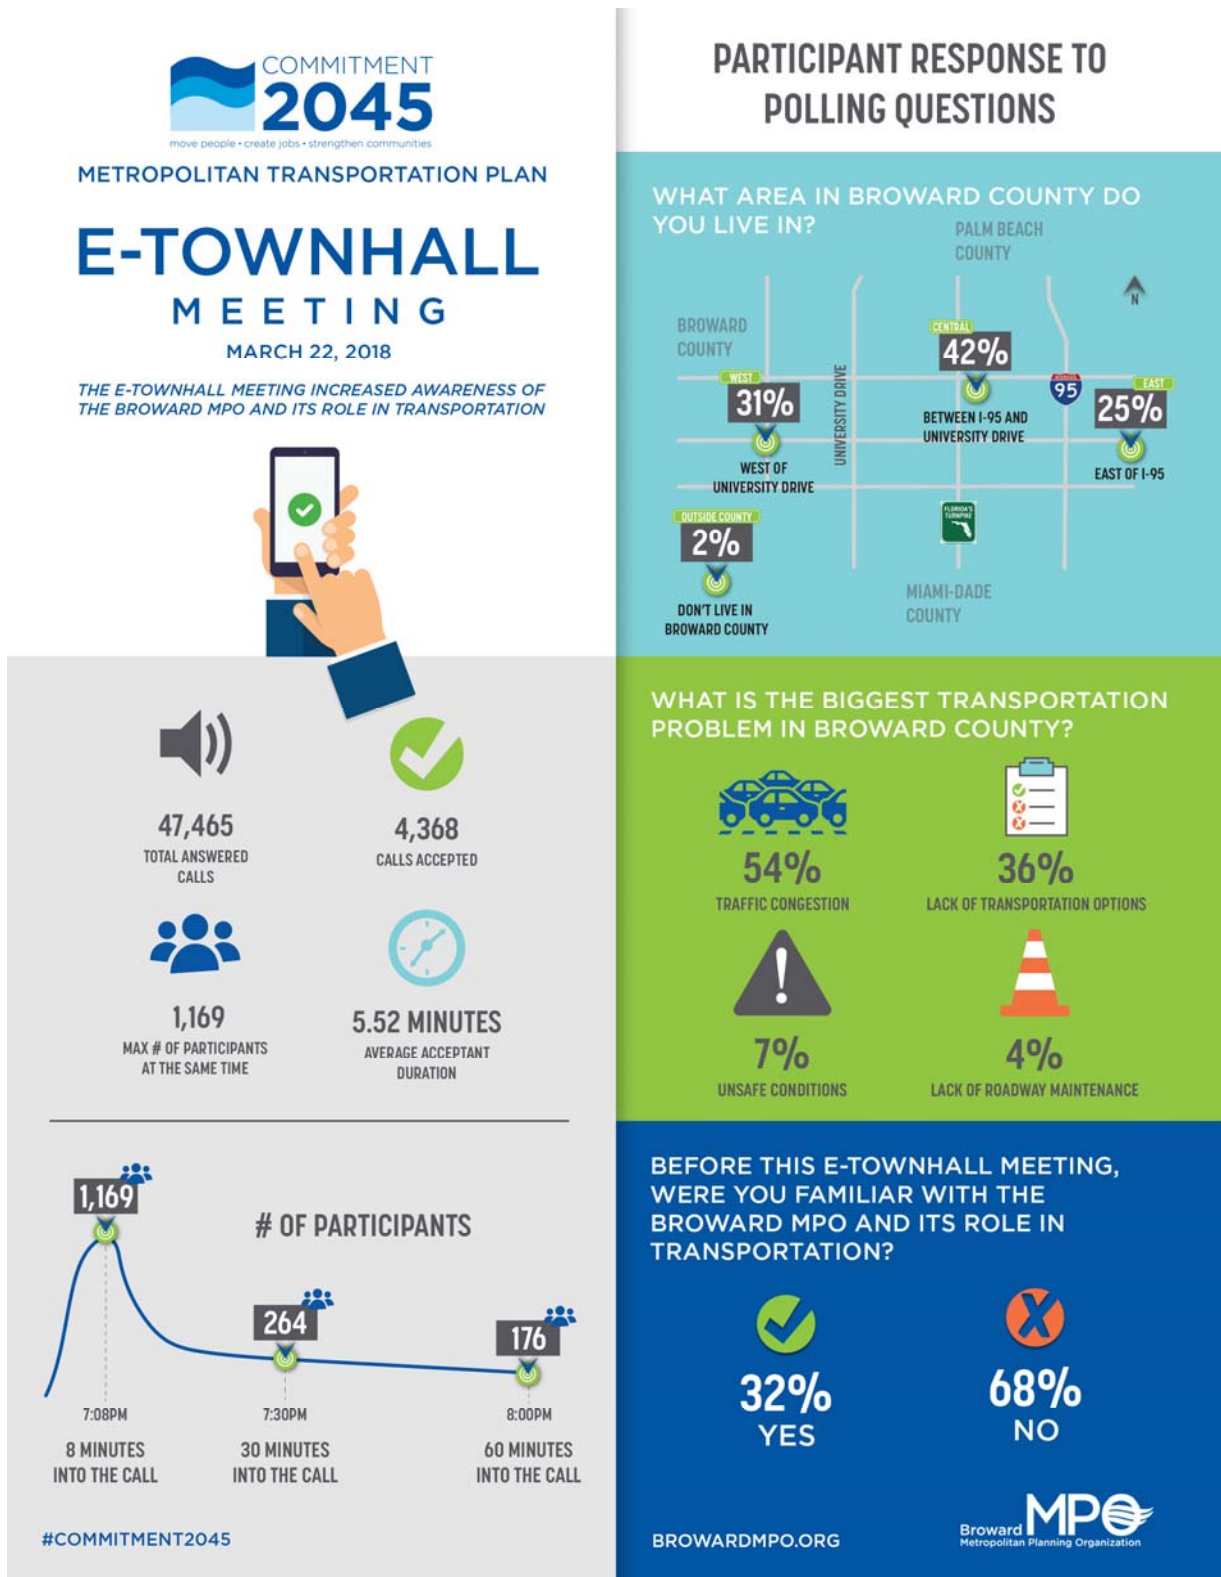 COMMITMENT
2045
move people • create jobs • strengthen communities
METROPOLITAN TRANSPORTATION PLAN
E-TOWNHALL
MEETING
MARCH 22, 2018
THE E-TOWNHALL MEETING INCREASED AWARENESS OF
THE BROWARD MPO AND ITS ROLE IN TRANSPORTATION
47,465
TOTAL ANSWERED
CALLS
4,368
CALLS ACCEPTED
1,169
MAX # OF PARTICIPANTS
AT THE SAME TIME
5.52 MINUTES
AVERAGE ACCEPTANT
DURATION
# OF PARTICIPANTS
1,169
264
176
7:08PM
8 MINUTES
INTO THE CALL
7:30PM
30 MINUTES
INTO THE CALL
8:00PM
60 MINUTES
INTO THE CALL
#COMMITMENT2045
PARTICIPANT RESPONSE TO
POLLING QUESTIONS
WHAT AREA IN BROWARD COUNTY DO
YOU LIVE IN?
PALM BEACH
COUNTY
N
BROWARD
COUNTY
CENTRAL
42%
BETWEEN I-95 AND
UNIVERSITY DRIVE
WEST
31%
WEST OF
UNIVERSITY DRIVE
UNIVERSITY DRIVE
95
EAST
25%
EAST OF I-95
OUTSIDE COUNTY
2%
DON'T LIVE IN
BROWARD COUNTY
FLORIDA'S
TURNPIKE
MIAMI-DADE
COUNTY
WHAT IS THE BIGGEST TRANSPORTATION
PROBLEM IN BROWARD COUNTY?
54%
TRAFFIC CONGESTION
36%
LACK OF TRANSPORTATION OPTIONS
7%
UNSAFE CONDITIONS
4%
LACK OF ROADWAY MAINTENANCE
BEFORE THIS E-TOWNHALL MEETING,
WERE YOU FAMILIAR WITH THE
BROWARD MPO AND ITS ROLE IN
TRANSPORTATION?
32%
YES
68%
NO
BROWARDMPO.ORG
Broward MPO
Metropolitan Planning Organization